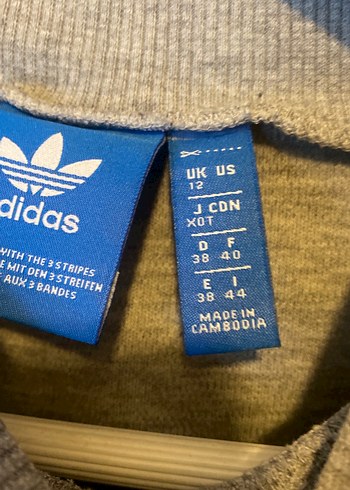 adidas
WITH THE 3 STRIPES
E MIT DEN 3 STREIFEN
AUX 3 BANDES
UK US
12
J CDN
XOT
D F
38 40
E I
38 44
MADE IN
CAMBODIA